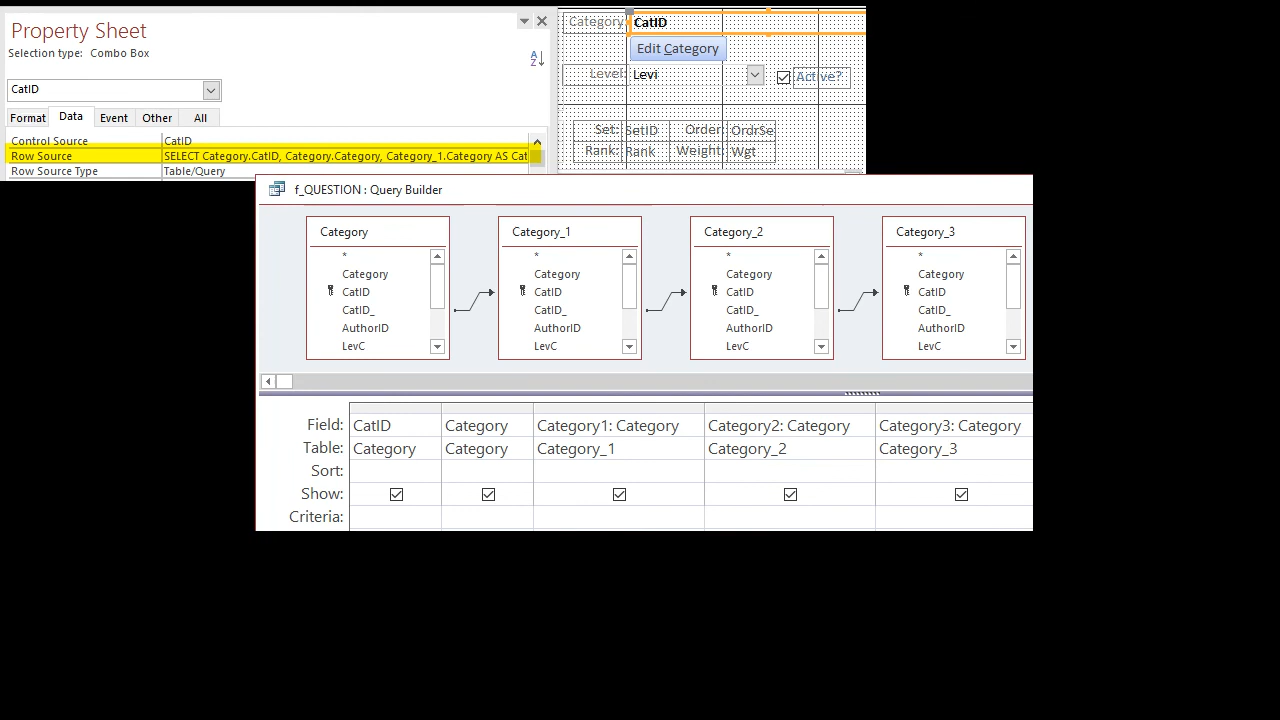 Property Sheet
Selection type: Combo Box
CatID
Format Data Event Other All
Control Source CatID
Row Source SELECT Category.CatID, Category.Category, Category_1.Category AS Cat
Row Source Type Table/Query
Category CatID
Edit Category
Level: Levi Active?
Set: SetID Order: OrdrSe
Rank: Rank Weight: Wgt
f_QUESTION : Query Builder
Category Category_1 Category_2 Category_3
* * * *
Category Category Category Category
CatID CatID CatID CatID
CatID_ CatID_ CatID_ CatID_
AuthorID AuthorID AuthorID AuthorID
LevC LevC LevC LevC
Field: CatID Category Category1: Category Category2: Category Category3: Category
Table: Category Category Category_1 Category_2 Category_3
Sort:
Show:
Criteria: